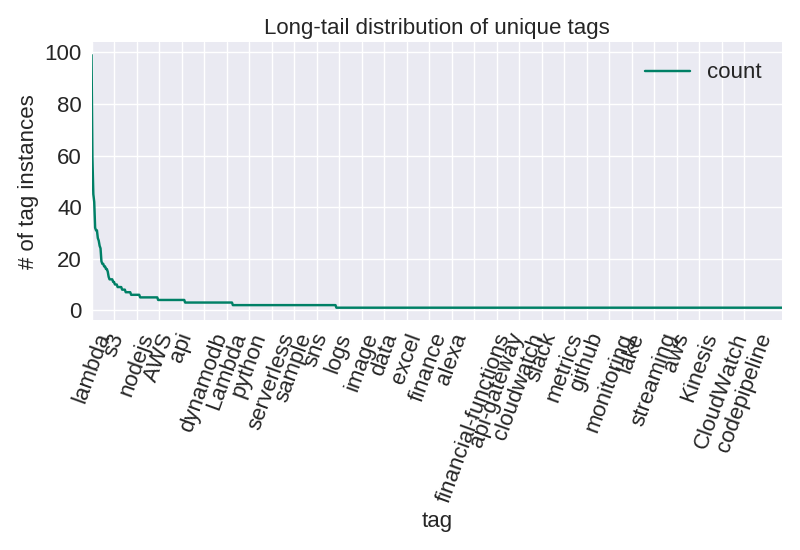 Long-tail distribution of unique tags
count
# of tag instances
100
80
60
40
20
0
lambda
s3
nodejs
AWS
api
dynamodb
Lambda
python
serverless
sample
sns
logs
image
data
excel
finance
alexa
financial-functions
api-gateway
cloudwatch
slack
metrics
github
monitoring
lake
streaming
aws
Kinesis
CloudWatch
codepipeline
tag